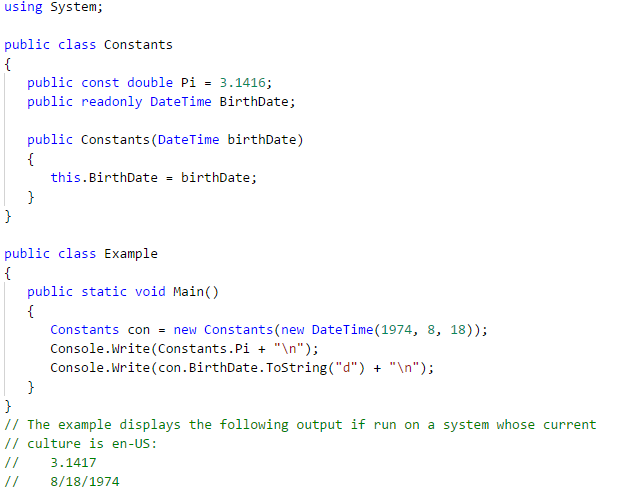 using System;
public class Constants
{
public const double Pi = 3.1416;
public readonly DateTime BirthDate;
public Constants(DateTime birthDate)
{
this.BirthDate = birthDate;
}
}
public class Example
{
public static void Main()
{
Constants con = new Constants(new DateTime(1974, 8, 18));
Console.Write(Constants.Pi + "\n");
Console.Write(con.BirthDate.ToString("d") + "\n");
}
}
// The example displays the following output if run on a system whose current
// culture is en-US:
// 3.1417
// 8/18/1974